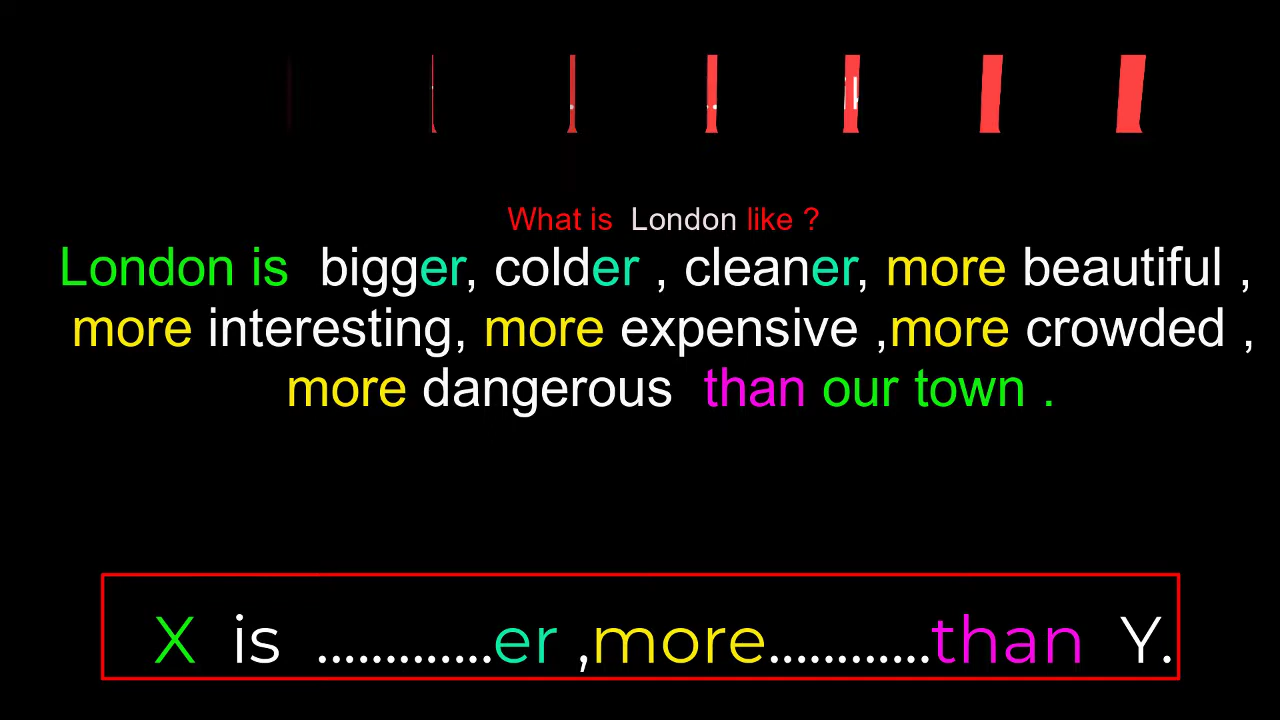 What is London like ?
London is bigger, colder , cleaner, more beautiful ,
more interesting, more expensive ,more crowded ,
more dangerous than our town .
X is .............er ,more............than Y.